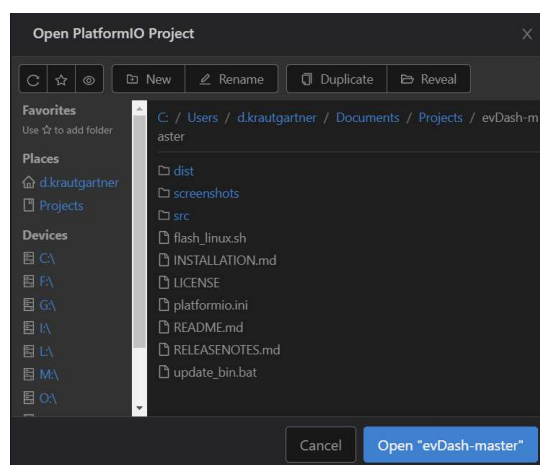 Open PlatformIO Project
New Rename Duplicate Reveal
Favorites
Use ☆ to add folder
Places
d.krautgartner
Projects
Devices
C:\
F:\
G:\
I:\
L:\
M:\
O:\
C: / Users / d.krautgartner / Documents / Projects / evDash-m
aster
dist
screenshots
src
flash_linux.sh
INSTALLATION.md
LICENSE
platformio.ini
README.md
RELEASENOTES.md
update_bin.bat
Cancel Open "evDash-master"